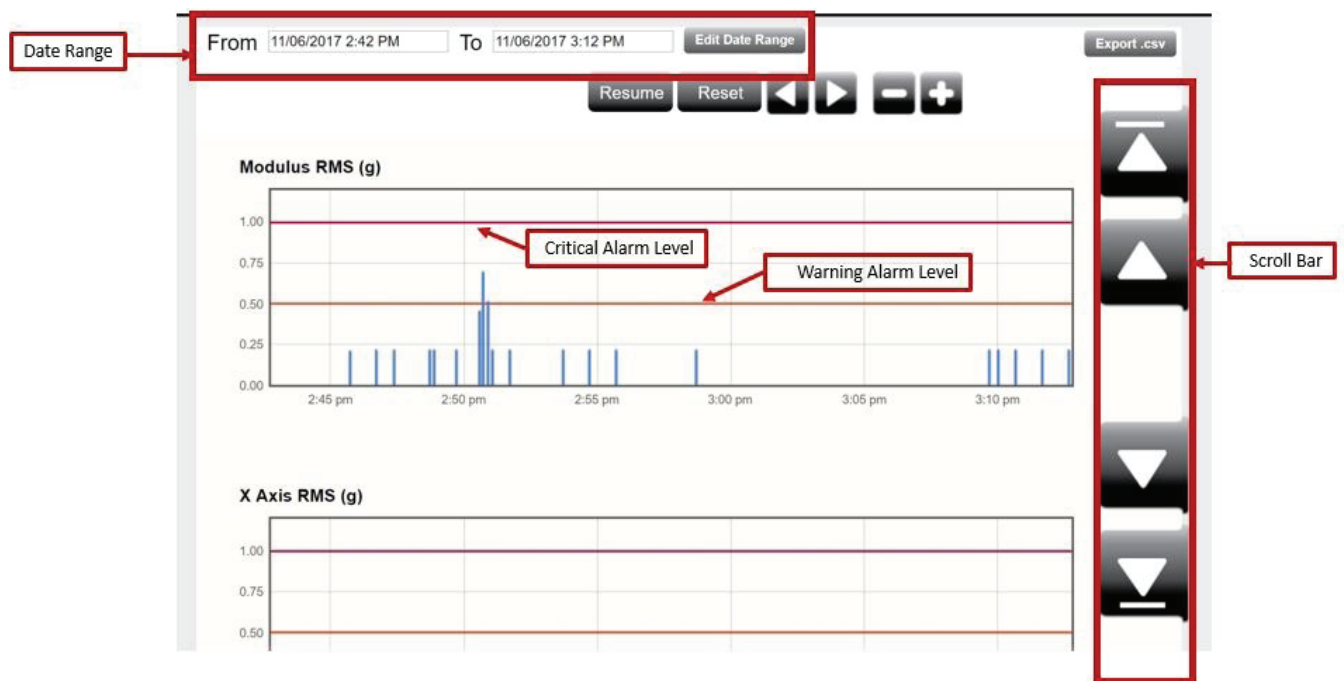 Date Range
From 11/06/2017 2:42 PM To 11/06/2017 3:12 PM Edit Date Range
Export .csv
Resume Reset
Modulus RMS (g)
1.00
Critical Alarm Level
0.75
Warning Alarm Level
Scroll Bar
0.50
0.25
0.00
2:45 pm 2:50 pm 2:55 pm 3:00 pm 3:05 pm 3:10 pm
X Axis RMS (g)
1.00
0.75
0.50